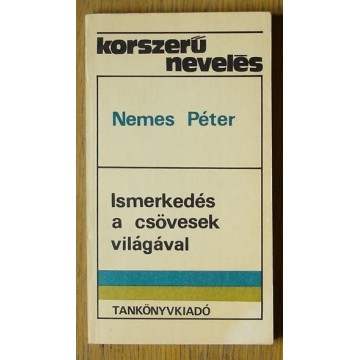 korszerű
nevelés
Nemes Péter
Ismerkedés
a csövesek
világával
TANKÖNYVKIADÓ